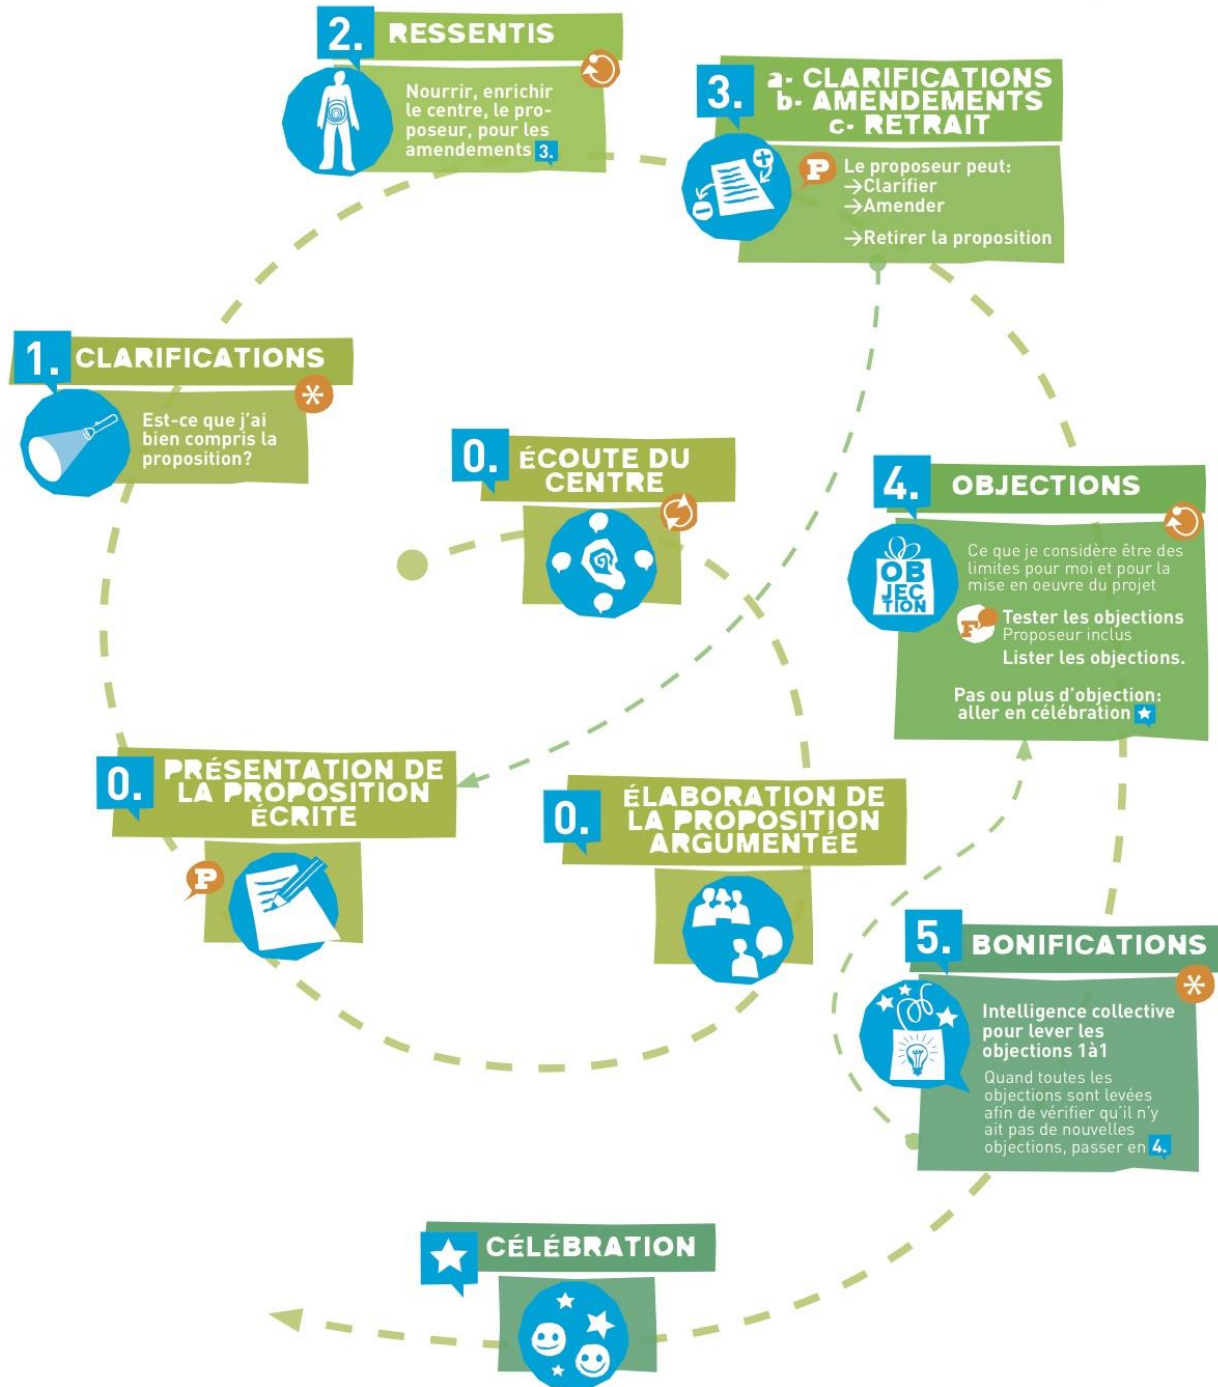 2. RESSENTIS
Nourrir, enrichir
le centre, le pro-
poseur, pour les
amendements 3.
3. a- CLARIFICATIONS
b- AMENDEMENTS
c- RETRAIT
P Le proposeur peut:
→Clarifier
→Amender
→Retirer la proposition
1. CLARIFICATIONS
*
Est-ce que j'ai
bien compris la
proposition?
0. ÉCOUTE DU
CENTRE
4. OBJECTIONS
OB
JEC
TION
Ce que je considère être des
limites pour moi et pour la
mise en oeuvre du projet
F Tester les objections
Proposeur inclus
Lister les objections.
Pas ou plus d'objection:
aller en célébration
0. PRÉSENTATION DE
LA PROPOSITION
ÉCRITE
P
0. ÉLABORATION DE
LA PROPOSITION
ARGUMENTÉE
5. BONIFICATIONS
*
Intelligence collective
pour lever les
objections 1à1
Quand toutes les
objections sont levées
afin de vérifier qu'il n'y
ait pas de nouvelles
objections, passer en 4.
CÉLÉBRATION